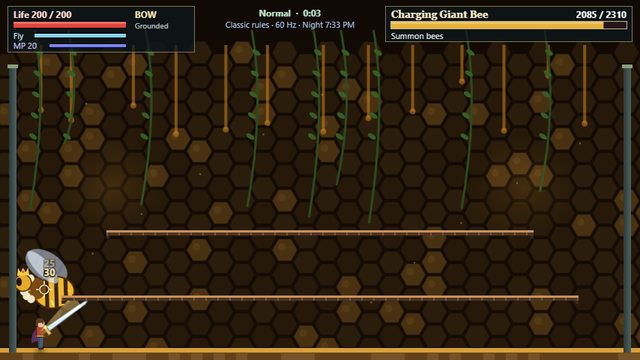 Life 200 / 200
BOW
Grounded
Fly
MP 20
Normal · 0:03
Classic rules · 60 Hz · Night 7:33 PM
Charging Giant Bee
2085 / 2310
Summon bees
25
30